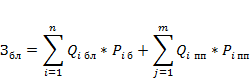 З_бл = ∑_{i=1}^{n} Q_{i бл} * P_{i б} + ∑_{j=1}^{m} Q_{i пп} * P_{i пп}